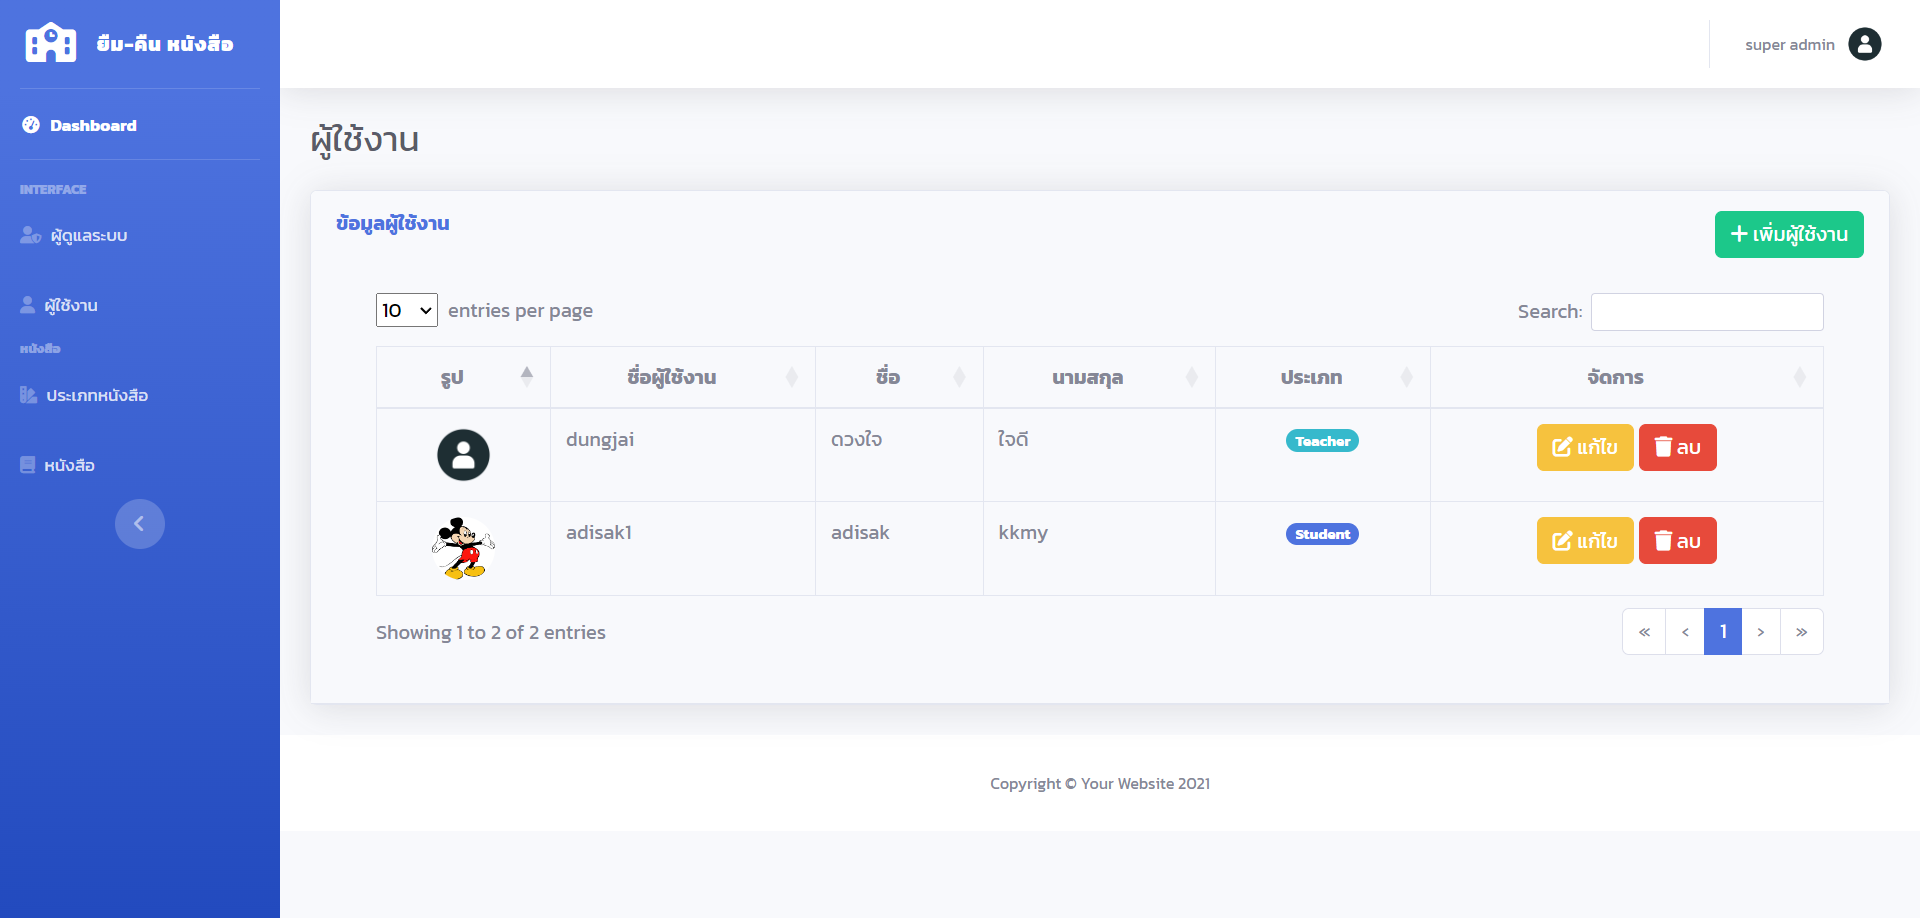 ยืม-คืน หนังสือ
super admin
Dashboard
INTERFACE
ผู้ดูแลระบบ
ผู้ใช้งาน
หนังสือ
ประเภทหนังสือ
หนังสือ
ผู้ใช้งาน
ข้อมูลผู้ใช้งาน
เพิ่มผู้ใช้งาน
10 entries per page
Search:
รูป ชื่อผู้ใช้งาน ชื่อ นามสกุล ประเภท จัดการ
dungjai ดวงใจ ใจดี Teacher แก้ไข ลบ
adisak1 adisak kkmy Student แก้ไข ลบ
Showing 1 to 2 of 2 entries
« ‹ 1 › »
Copyright © Your Website 2021